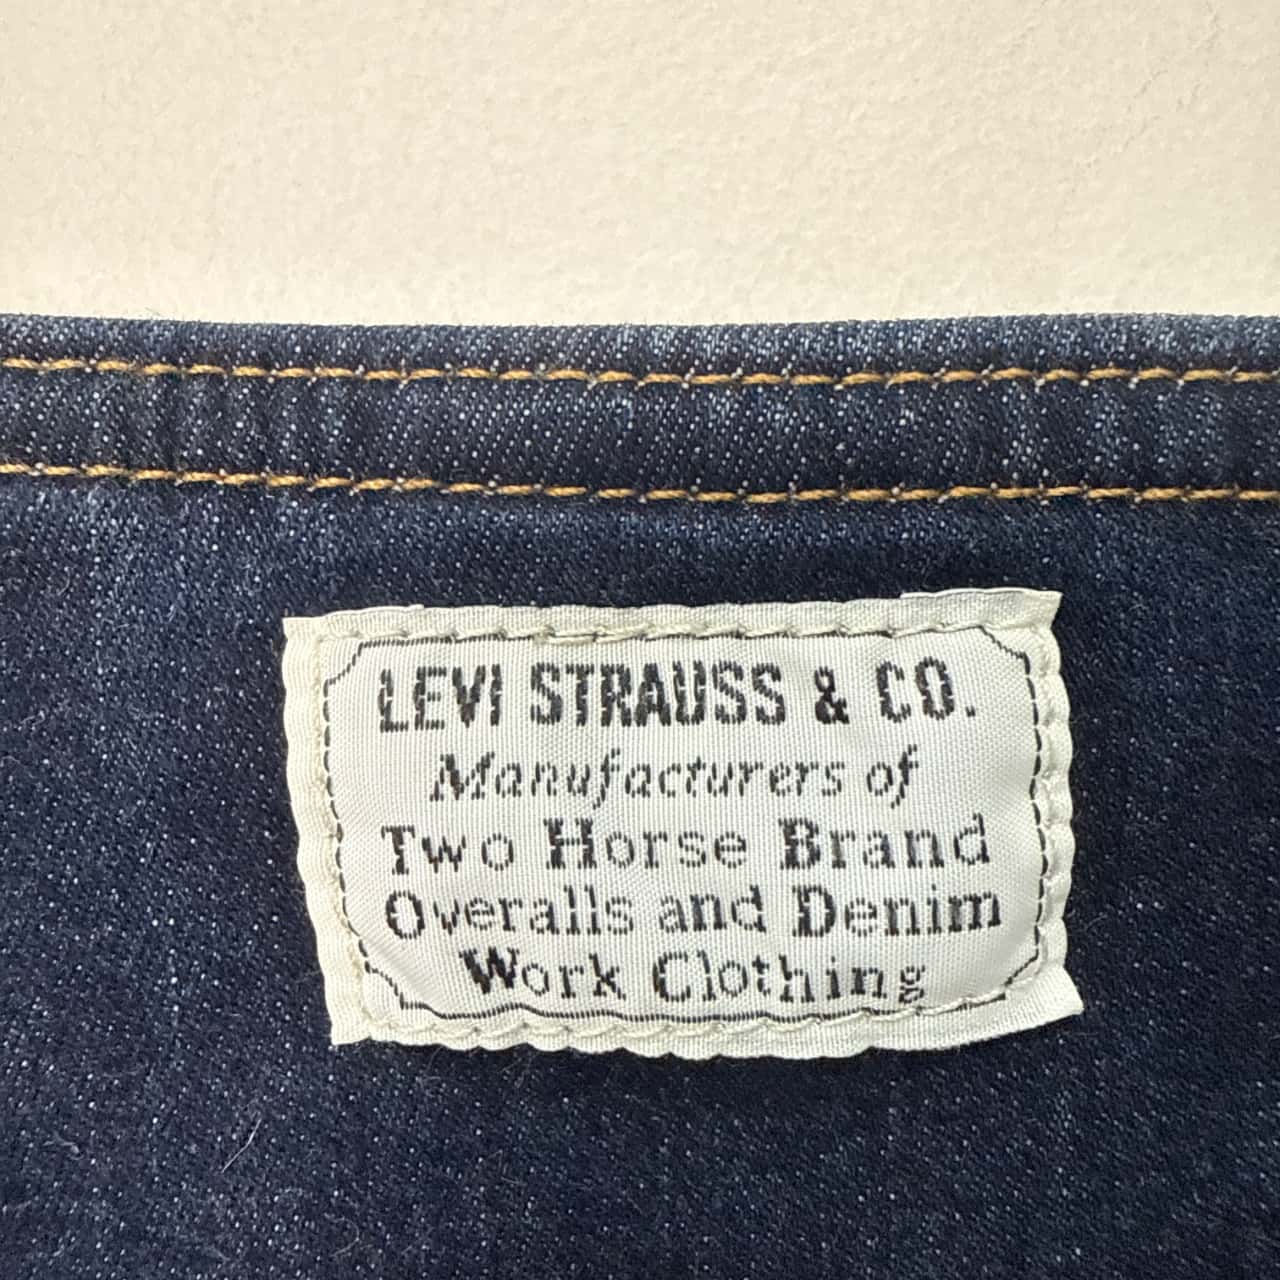 LEVI STRAUSS & CO.
Manufacturers of
Two Horse Brand
Overalls and Denim
Work Clothing